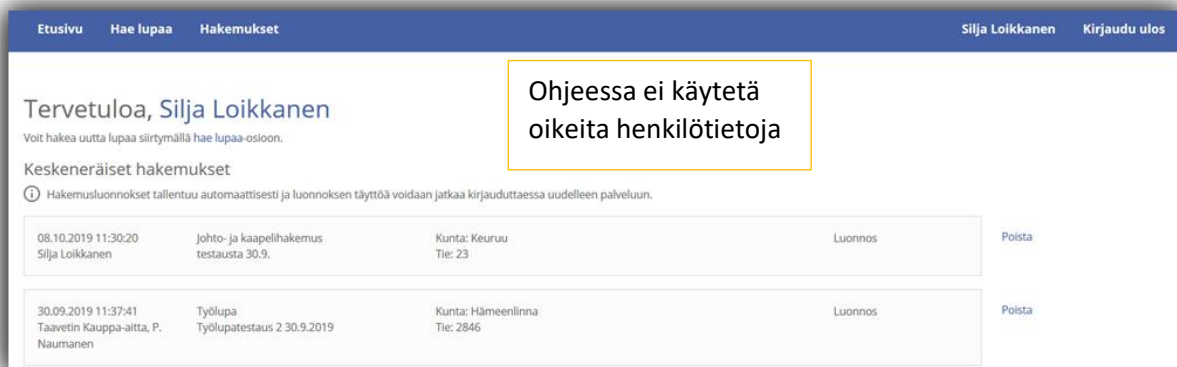 Etusivu Hae lupaa Hakemukset Silja Loikkanen Kirjaudu ulos
Ohjeessa ei käytetä
oikeita henkilötietoja
Tervetuloa, Silja Loikkanen
Voit hakea uutta lupaa siirtymällä hae lupaa-osioon.
Keskeneräiset hakemukset
Hakemusluonnokset tallentuu automaattisesti ja luonnoksen täyttöä voidaan jatkaa kirjauduttaessa uudelleen palveluun.
08.10.2019 11:30:20 Johto- ja kaapelihakemus Kunta: Keuruu Luonnos Poista
Silja Loikkanen testausta 30.9. Tie: 23
30.09.2019 11:37:41 Työlupa Kunta: Hämeenlinna Luonnos Poista
Taavetin Kauppa-aitta, P. Työlupatestaus 2 30.9.2019 Tie: 2846
Naumanen